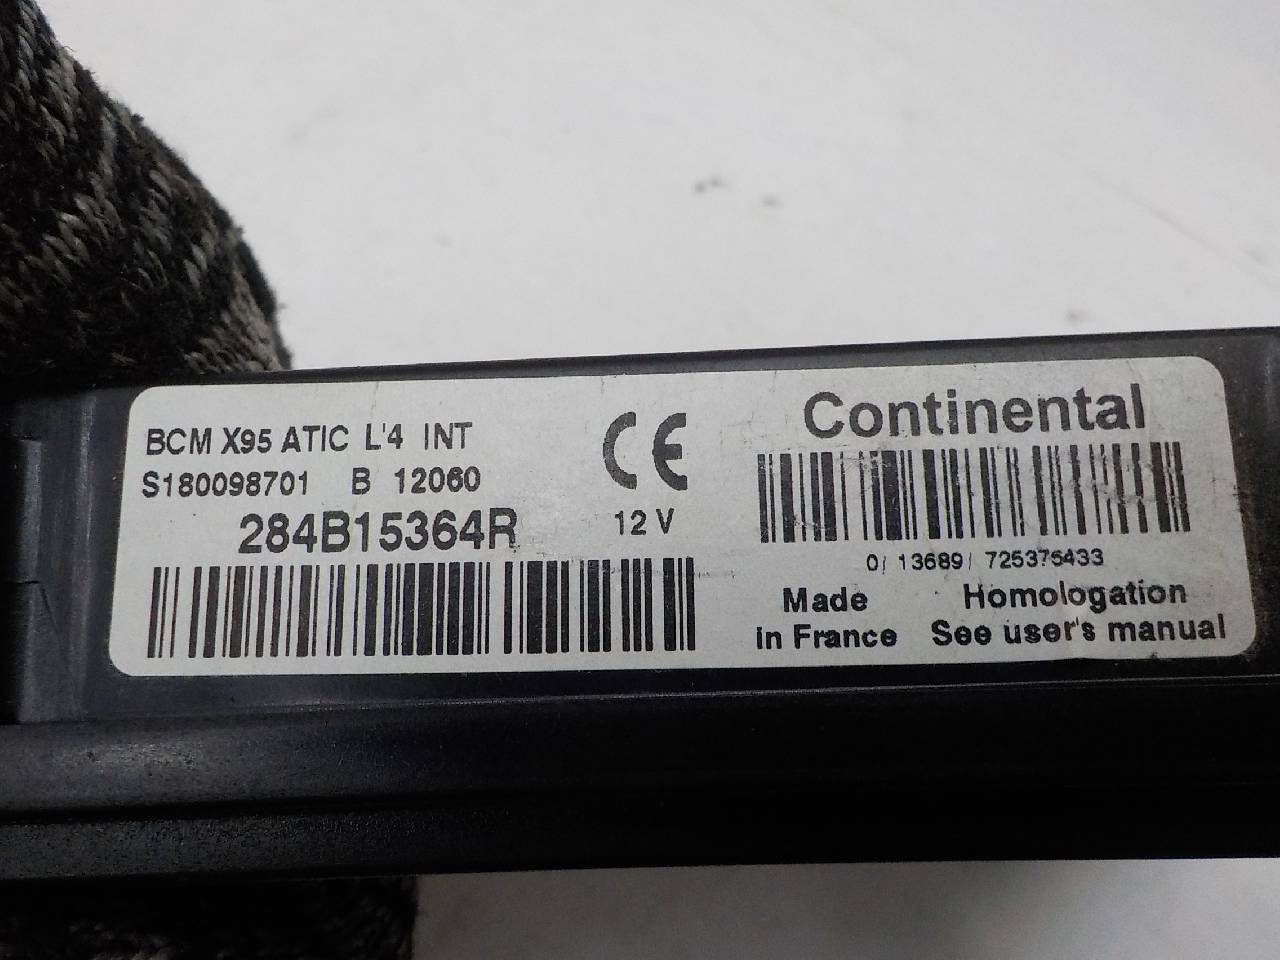 BCM X95 ATIC L'4 INT
S180098701 B 12060
284B15364R
CE
12 V
Continental
0/ 13689/ 725375433
Made
in France
Homologation
See user's manual